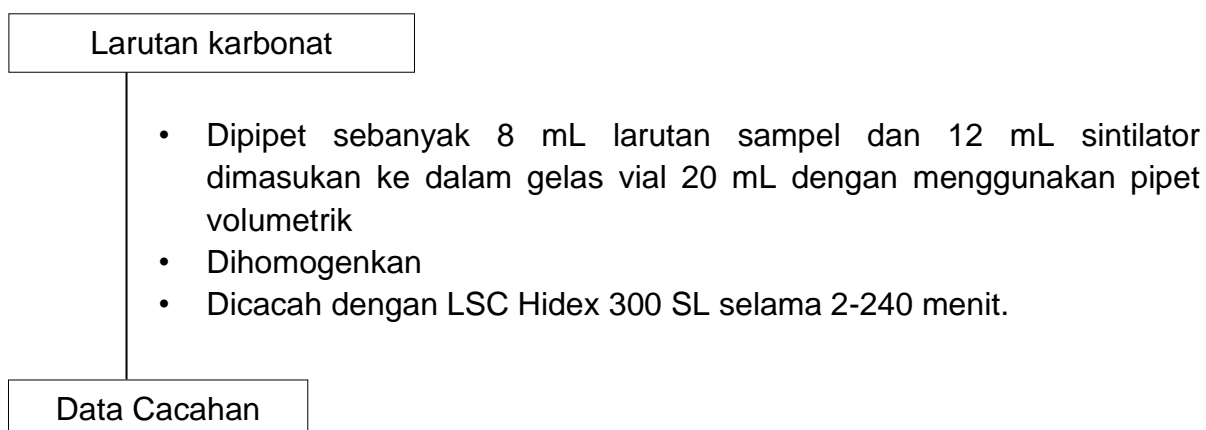 Larutan karbonat
• Dipipet sebanyak 8 mL larutan sampel dan 12 mL sintilator
dimasukan ke dalam gelas vial 20 mL dengan menggunakan pipet
volumetrik
• Dihomogenkan
• Dicacah dengan LSC Hidex 300 SL selama 2-240 menit.
Data Cacahan